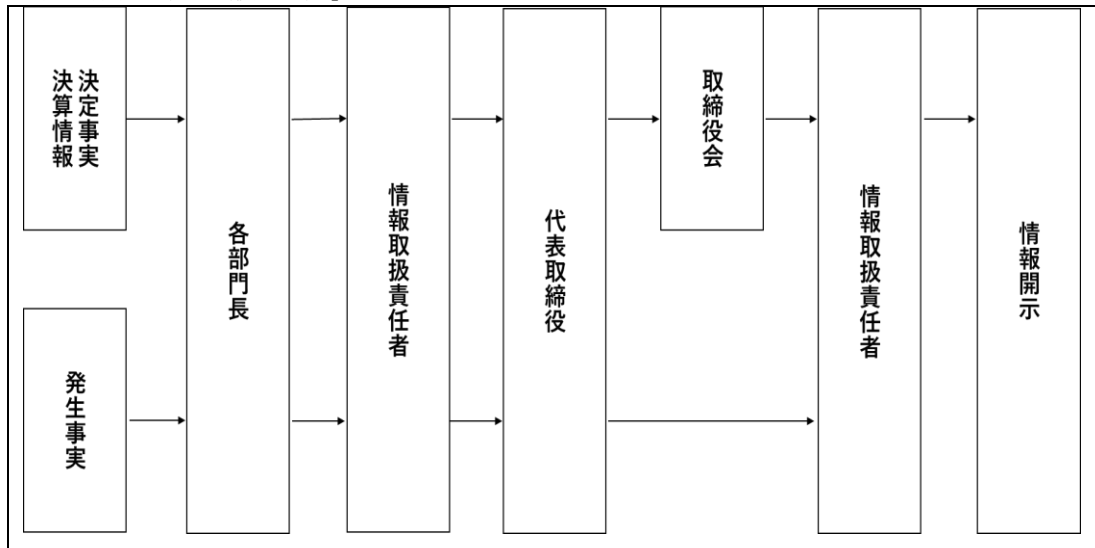 決定事実
決算情報
発生事実
各部門長
情報取扱責任者
代表取締役
取締役会
情報取扱責任者
情報開示